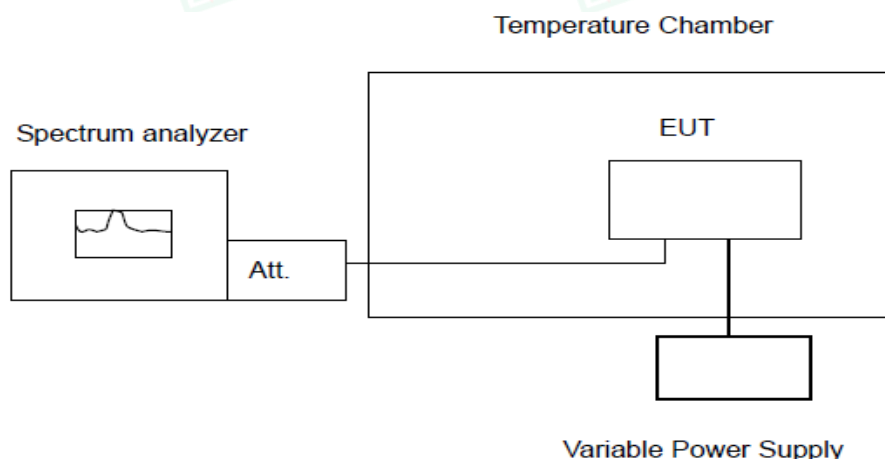 Temperature Chamber
Spectrum analyzer
EUT
Att.
Variable Power Supply